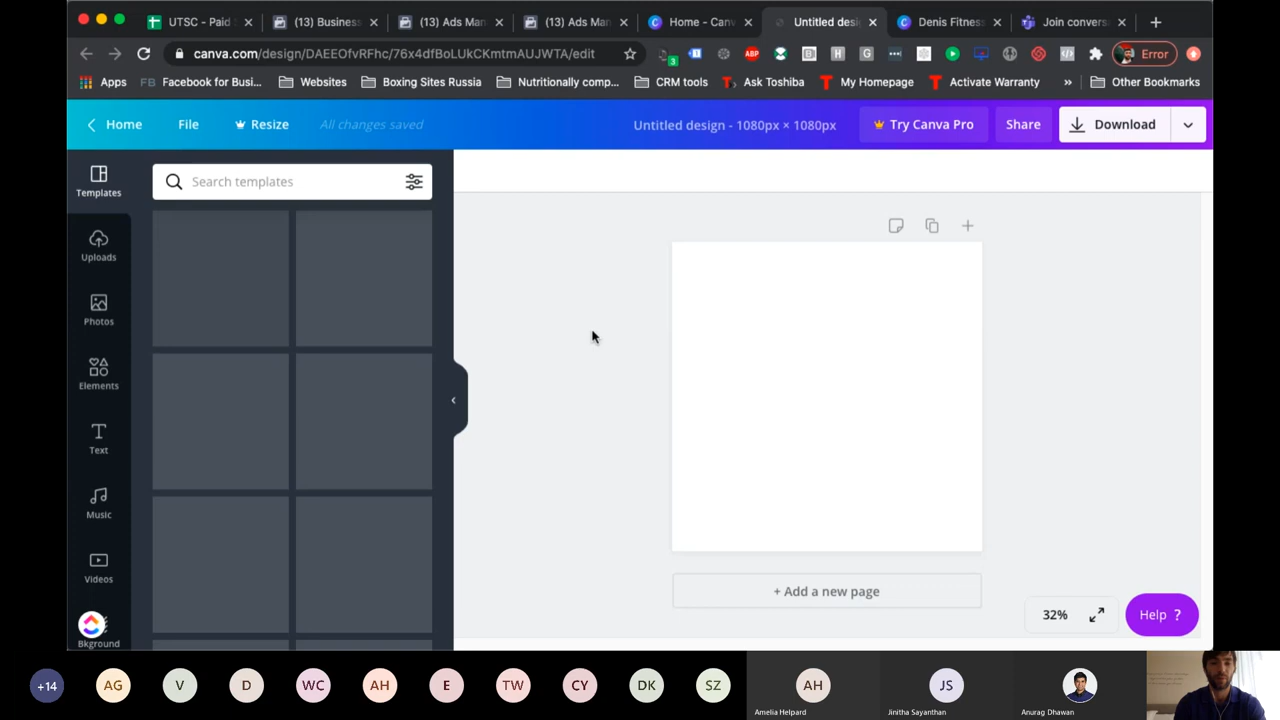 UTSC - Paid
(13) Business
(13) Ads Man
(13) Ads Man
Home - Canv
Untitled desi
Denis Fitness
Join convers
canva.com/design/DAEEOfvRFhc/76x4dfBoLUkCKmtmAUJWTA/edit
3
ABP
H
G
Error
Apps
FB Facebook for Busi...
Websites
Boxing Sites Russia
Nutritionally comp...
CRM tools
Ask Toshiba
My Homepage
Activate Warranty
»
Other Bookmarks
Home
File
Resize
All changes saved
Untitled design - 1080px × 1080px
Try Canva Pro
Share
Download
Templates
Search templates
Uploads
Photos
Elements
Text
Music
Videos
Bkground
+ Add a new page
32%
Help ?
+14
AG
V
D
WC
AH
E
TW
CY
DK
SZ
AH
JS
Amelia Helpard
Jinitha Sayanthan
Anurag Dhawan